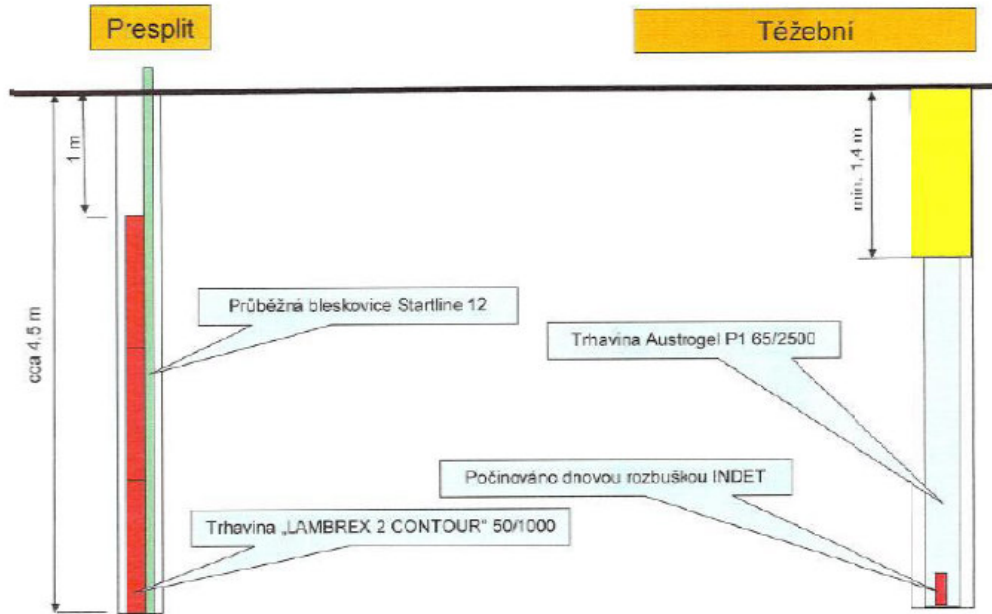 Presplit
Těžební
1 m
min. 1,4 m
cca 4,5 m
Průběžná bleskovice Startline 12
Trhavina Austrogel P1 65/2500
Počinováno dnovou rozbuškou INDET
Trhavina „LAMBREX 2 CONTOUR" 50/1000